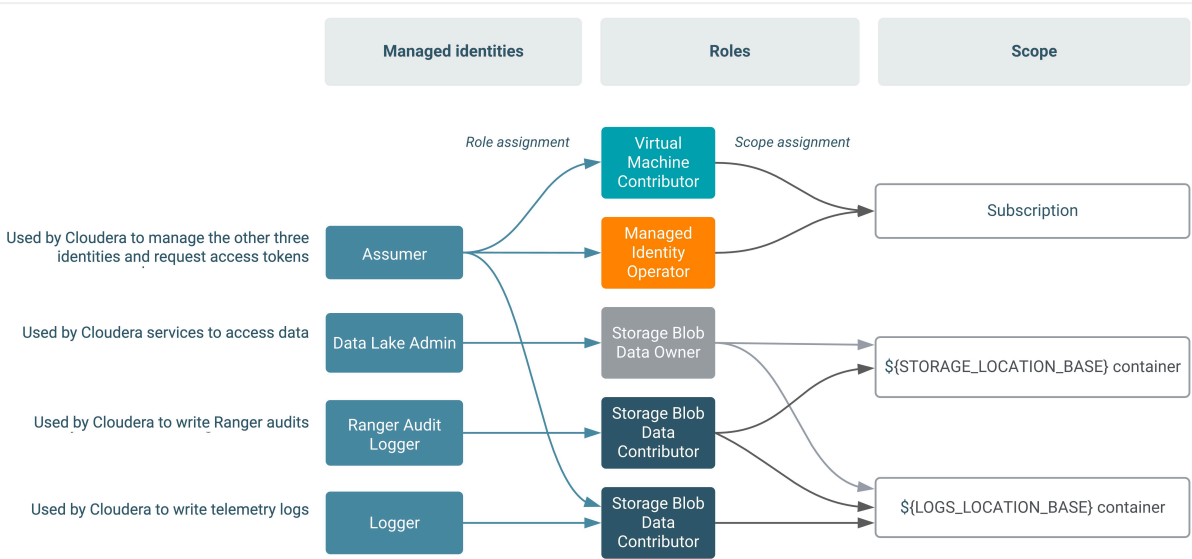 Managed identities
Roles
Scope
Role assignment
Scope assignment
Virtual
Machine
Contributor
Subscription
Used by Cloudera to manage the other three
identities and request access tokens
Assumer
Managed
Identity
Operator
Used by Cloudera services to access data
Data Lake Admin
Storage Blob
Data Owner
${STORAGE_LOCATION_BASE} container
Used by Cloudera to write Ranger audits
Ranger Audit
Logger
Storage Blob
Data
Contributor
Used by Cloudera to write telemetry logs
Logger
Storage Blob
Data
Contributor
${LOGS_LOCATION_BASE} container